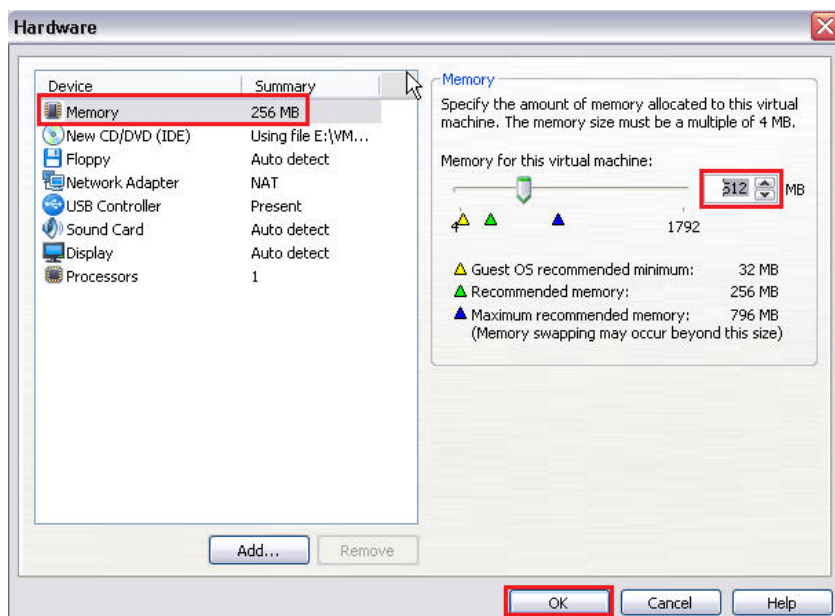 Hardware
Device Summary
Memory 256 MB
New CD/DVD (IDE) Using file E:\VM...
Floppy Auto detect
Network Adapter NAT
USB Controller Present
Sound Card Auto detect
Display Auto detect
Processors 1
Add... Remove
Memory
Specify the amount of memory allocated to this virtual
machine. The memory size must be a multiple of 4 MB.
Memory for this virtual machine:
512 MB
4 1792
Guest OS recommended minimum: 32 MB
Recommended memory: 256 MB
Maximum recommended memory: 796 MB
(Memory swapping may occur beyond this size)
OK Cancel Help